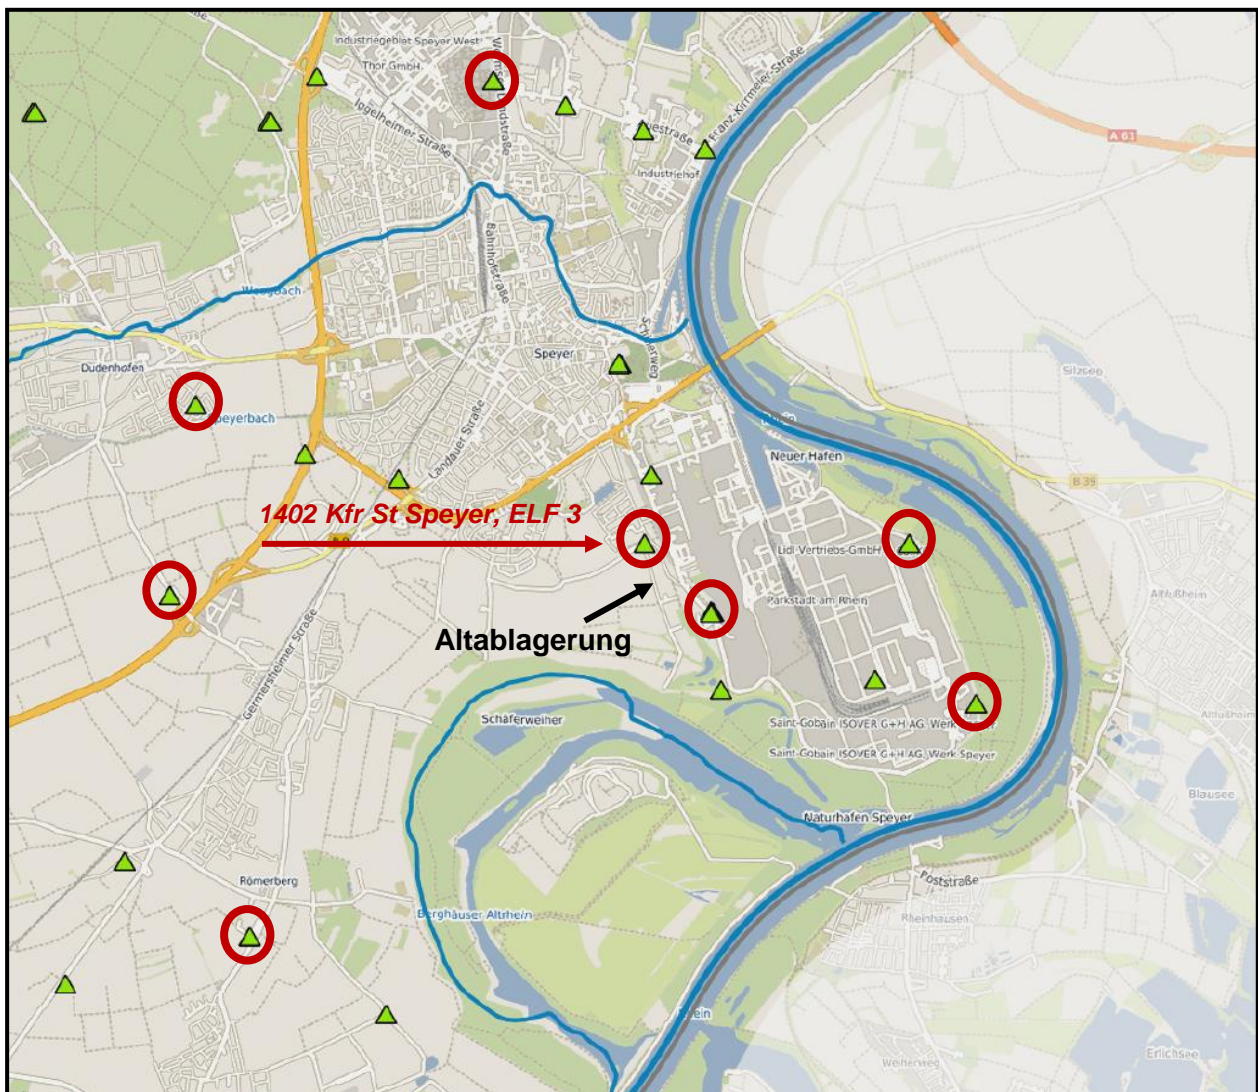 Industriegebiet Speyer West
Thor GmbH
Iggelheimer Straße
Franz-Kirrmeier-Straße
A 61
Industriehof
Bahnhofstraße
Woogbach
Speyer
Dudenhofen
Silzsee
Speyerbach
Landauer Straße
Rhein
Neuer Hafen
B 39
1402 Kfr St Speyer, ELF 3
B 9
Lidl-Vertriebs-GmbH
Altlußheim
Parkstadt am Rhein
Altablagerung
Germersheimer Straße
Schäferweiher
Saint-Gobain ISOVER G+H AG, Werk
Altlußheim
Saint-Gobain ISOVER G+H AG, Werk Speyer
Blausee
Naturhafen Speyer
Römerberg
Poststraße
Berghäuser Altrhein
Rheinhausen
Rhein
Erlichsee
Weiherweg